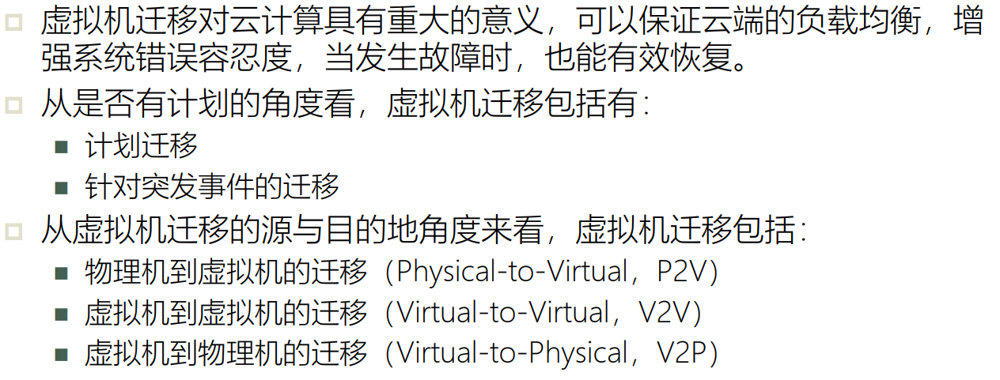 虚拟机迁移对云计算具有重大的意义，可以保证云端的负载均衡，增
强系统错误容忍度，当发生故障时，也能有效恢复。
从是否有计划的角度看，虚拟机迁移包括有：
计划迁移
针对突发事件的迁移
从虚拟机迁移的源与目的地角度来看，虚拟机迁移包括：
物理机到虚拟机的迁移（Physical-to-Virtual，P2V）
虚拟机到虚拟机的迁移（Virtual-to-Virtual，V2V）
虚拟机到物理机的迁移（Virtual-to-Physical，V2P）